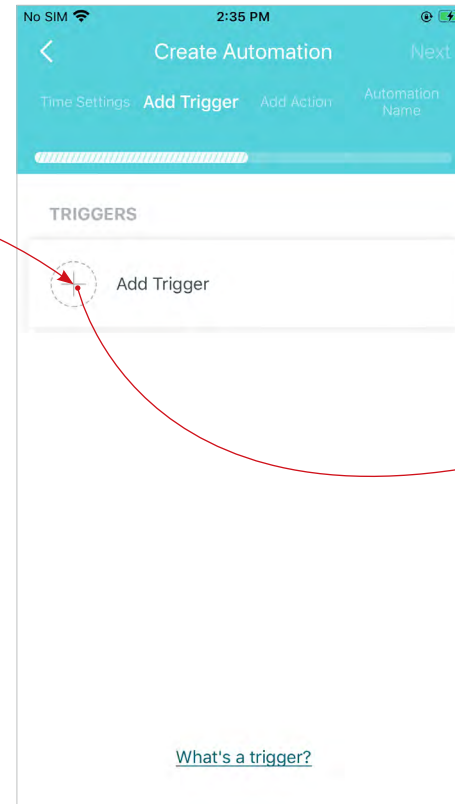 No SIM 2:35 PM
Create Automation Next
Time Settings Add Trigger Add Action Automation Name
TRIGGERS
Add Trigger
What's a trigger?